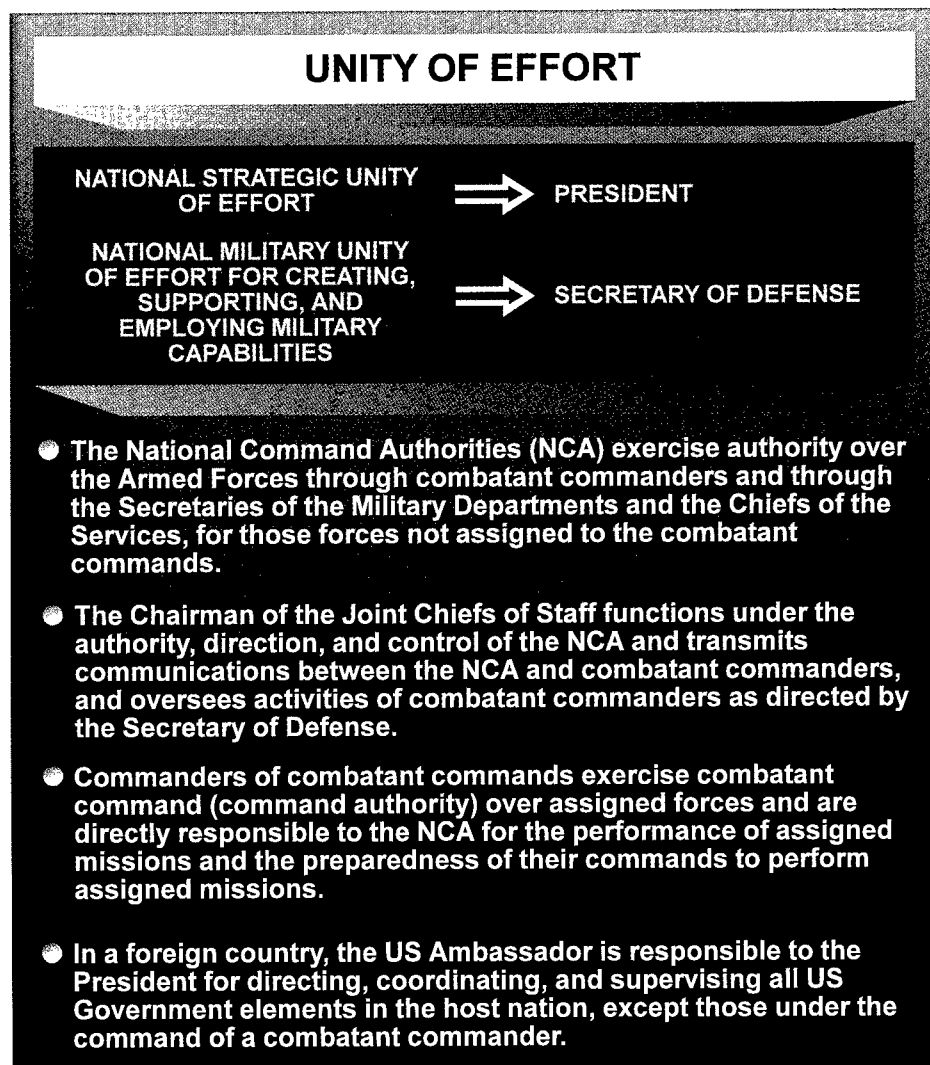 UNITY OF EFFORT
NATIONAL STRATEGIC UNITY
OF EFFORT
PRESIDENT
NATIONAL MILITARY UNITY
OF EFFORT FOR CREATING,
SUPPORTING, AND
EMPLOYING MILITARY
CAPABILITIES
SECRETARY OF DEFENSE
The National Command Authorities (NCA) exercise authority over
the Armed Forces through combatant commanders and through
the Secretaries of the Military Departments and the Chiefs of the
Services, for those forces not assigned to the combatant
commands.
The Chairman of the Joint Chiefs of Staff functions under the
authority, direction, and control of the NCA and transmits
communications between the NCA and combatant commanders,
and oversees activities of combatant commanders as directed by
the Secretary of Defense.
Commanders of combatant commands exercise combatant
command (command authority) over assigned forces and are
directly responsible to the NCA for the performance of assigned
missions and the preparedness of their commands to perform
assigned missions.
In a foreign country, the US Ambassador is responsible to the
President for directing, coordinating, and supervising all US
Government elements in the host nation, except those under the
command of a combatant commander.